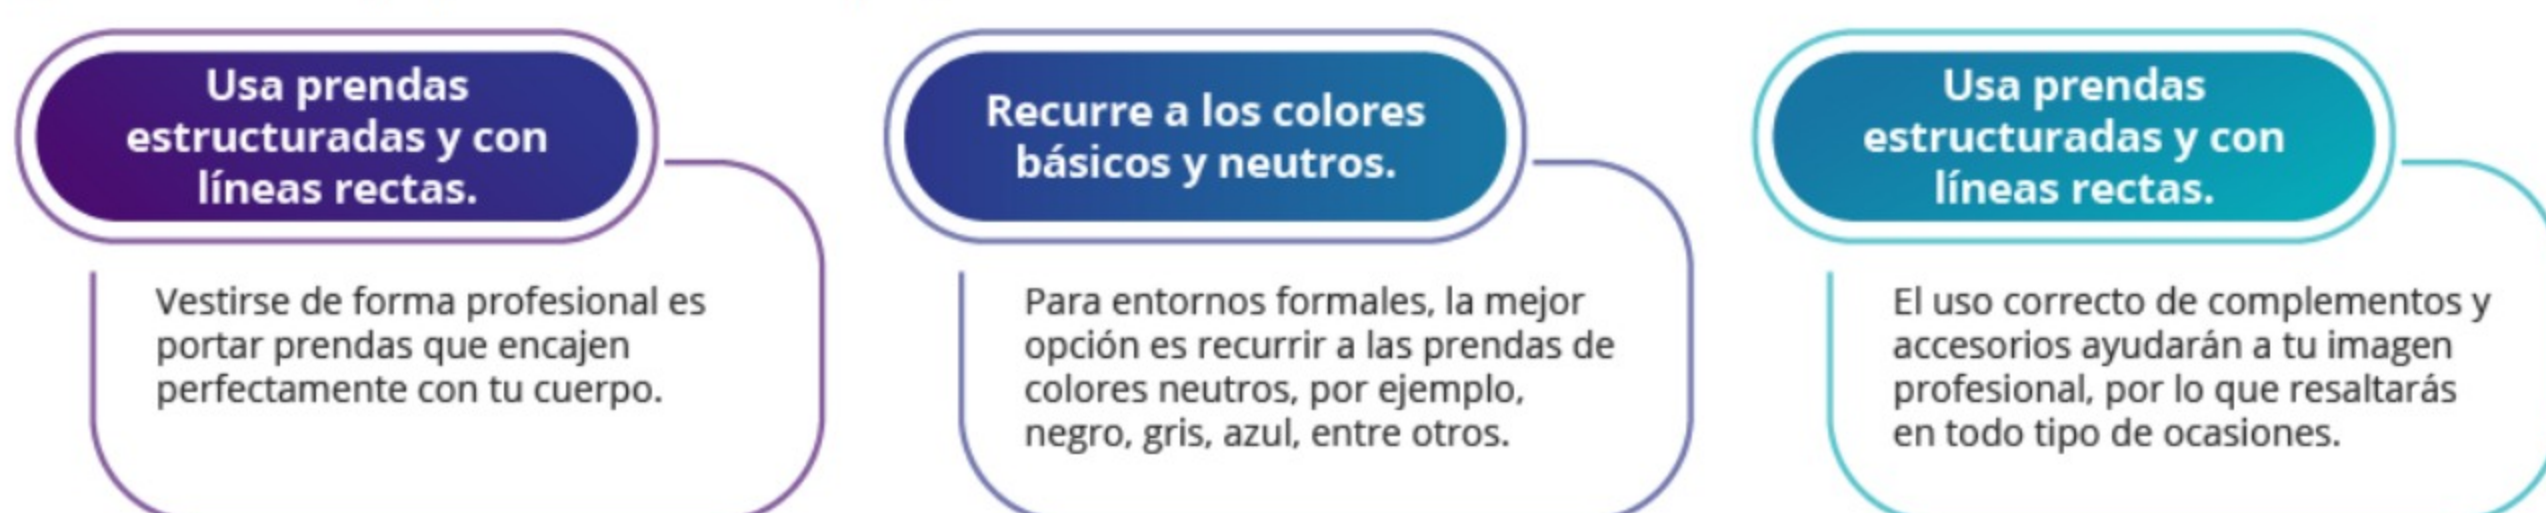 Usa prendas
estructuradas y con
líneas rectas.
Vestirse de forma profesional es
portar prendas que encajen
perfectamente con tu cuerpo.
Recurre a los colores
básicos y neutros.
Para entornos formales, la mejor
opción es recurrir a las prendas de
colores neutros, por ejemplo,
negro, gris, azul, entre otros.
Usa prendas
estructuradas y con
líneas rectas.
El uso correcto de complementos y
accesorios ayudarán a tu imagen
profesional, por lo que resaltarás
en todo tipo de ocasiones.